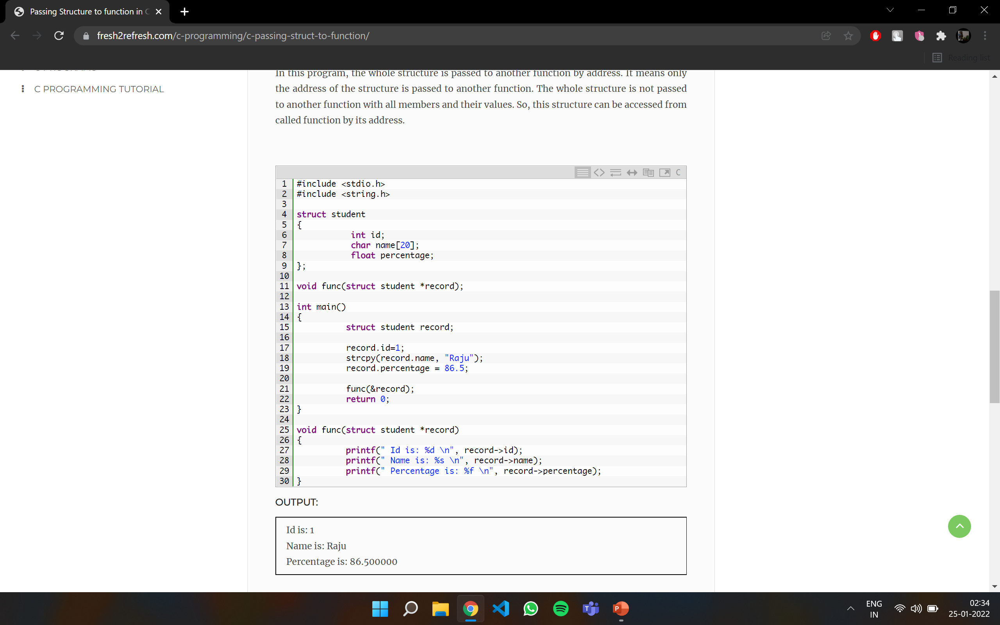 Passing Structure to function in C
fresh2refresh.com/c-programming/c-passing-struct-to-function/
Reading list
C PROGRAMMING TUTORIAL
In this program, the whole structure is passed to another function by address. It means only
the address of the structure is passed to another function. The whole structure is not passed
to another function with all members and their values. So, this structure can be accessed from
called function by its address.
C
1 #include <stdio.h>
2 #include <string.h>
3
4 struct student
5 {
6 int id;
7 char name[20];
8 float percentage;
9 };
10
11 void func(struct student *record);
12
13 int main()
14 {
15 struct student record;
16
17 record.id=1;
18 strcpy(record.name, "Raju");
19 record.percentage = 86.5;
20
21 func(&record);
22 return 0;
23 }
24
25 void func(struct student *record)
26 {
27 printf(" Id is: %d \n", record->id);
28 printf(" Name is: %s \n", record->name);
29 printf(" Percentage is: %f \n", record->percentage);
30 }
OUTPUT:
Id is: 1
Name is: Raju
Percentage is: 86.500000
ENG
IN
02:34
25-01-2022